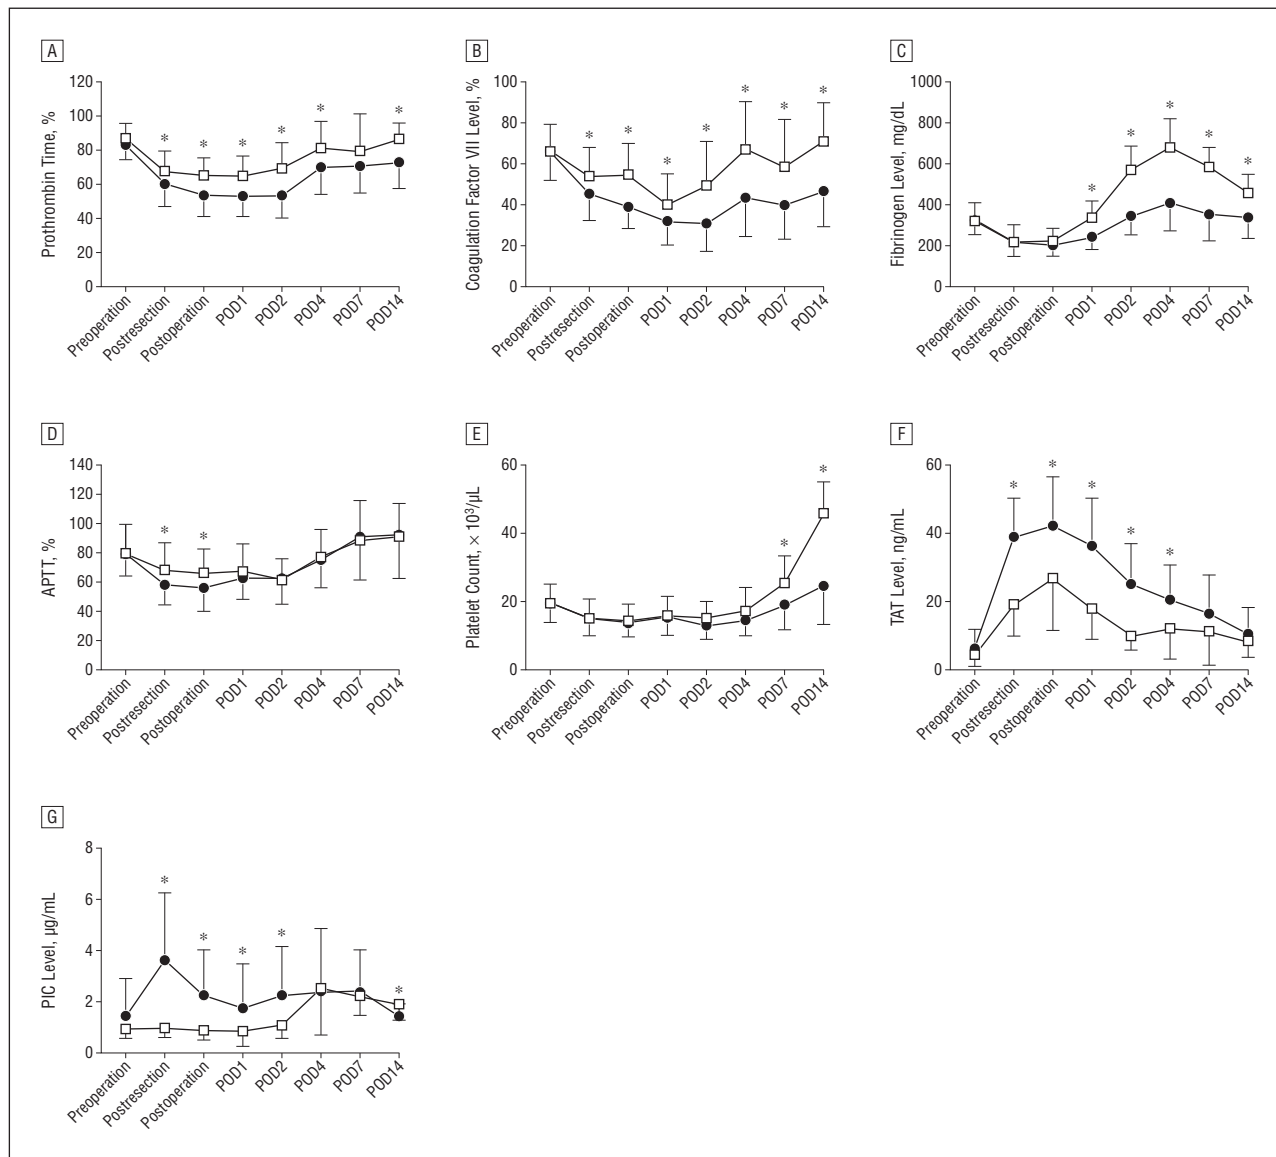 A
Prothrombin Time, %
120
100
80
60
40
20
0
*
*
*
*
*
*
Preoperation
Postresection
Postoperation
POD1
POD2
POD4
POD7
POD14
B
Coagulation Factor VII Level, %
100
80
60
40
20
0
*
*
*
*
*
*
*
Preoperation
Postresection
Postoperation
POD1
POD2
POD4
POD7
POD14
C
Fibrinogen Level, mg/dL
1000
800
600
400
200
0
*
*
*
*
*
Preoperation
Postresection
Postoperation
POD1
POD2
POD4
POD7
POD14
D
APTT, %
140
120
100
80
60
40
20
0
*
*
Preoperation
Postresection
Postoperation
POD1
POD2
POD4
POD7
POD14
E
Platelet Count, × 10³/µL
60
40
20
0
*
*
Preoperation
Postresection
Postoperation
POD1
POD2
POD4
POD7
POD14
F
TAT Level, ng/mL
60
40
20
0
*
*
*
*
*
Preoperation
Postresection
Postoperation
POD1
POD2
POD4
POD7
POD14
G
PIC Level, µg/mL
8
6
4
2
0
*
*
*
*
*
Preoperation
Postresection
Postoperation
POD1
POD2
POD4
POD7
POD14